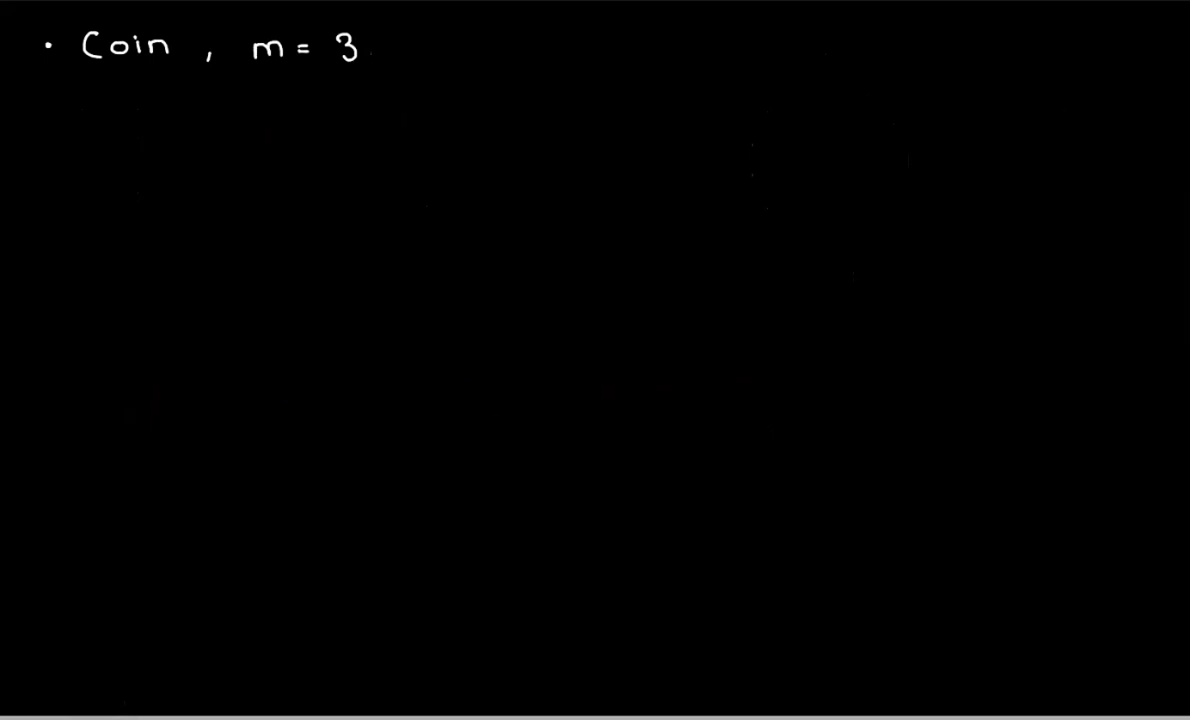 • Coin , m = 3